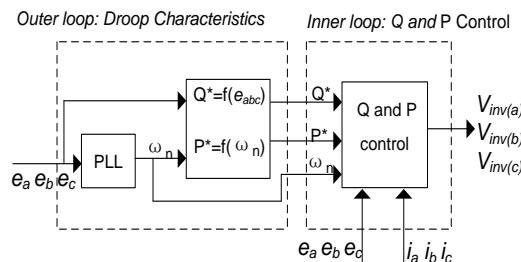 Outer loop: Droop Characteristics
Inner loop: Q and P Control
Q*=f(eabc)
P*=f( ωn)
PLL
ωn
Q*
P*
ωn
Q and P
control
Vinv(a)
Vinv(b)
Vinv(c)
ea eb ec
ea eb ec
ia ib ic